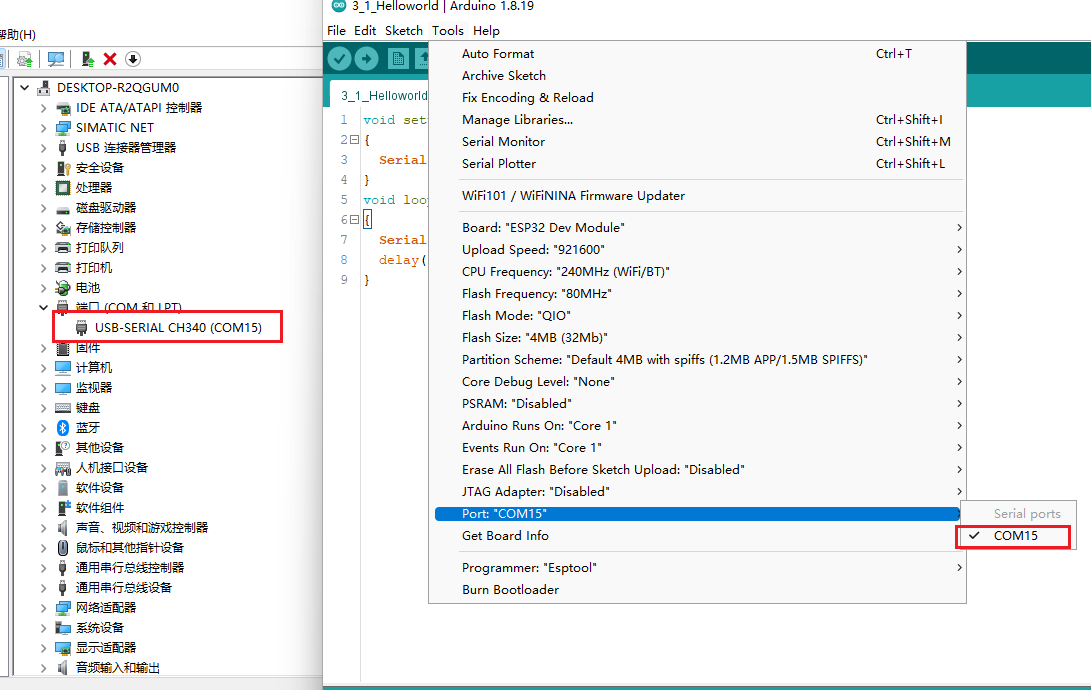 帮助(H)
DESKTOP-R2QGUM0
IDE ATA/ATAPI 控制器
SIMATIC NET
USB 连接器管理器
安全设备
处理器
磁盘驱动器
存储控制器
打印队列
打印机
电池
端口 (COM 和 LPT)
USB-SERIAL CH340 (COM15)
固件
计算机
监视器
键盘
蓝牙
其他设备
人机接口设备
软件设备
软件组件
声音、视频和游戏控制器
鼠标和其他指针设备
通用串行总线控制器
通用串行总线设备
网络适配器
系统设备
显示适配器
音频输入和输出
3_1_Helloworld | Arduino 1.8.19
File Edit Sketch Tools Help
3_1_Helloworld
1 void set
2 {
3 Serial
4 }
5 void loo
6 {
7 Serial
8 delay(
9 }
Auto Format Ctrl+T
Archive Sketch
Fix Encoding & Reload
Manage Libraries... Ctrl+Shift+I
Serial Monitor Ctrl+Shift+M
Serial Plotter Ctrl+Shift+L
WiFi101 / WiFiNINA Firmware Updater
Board: "ESP32 Dev Module"
Upload Speed: "921600"
CPU Frequency: "240MHz (WiFi/BT)"
Flash Frequency: "80MHz"
Flash Mode: "QIO"
Flash Size: "4MB (32Mb)"
Partition Scheme: "Default 4MB with spiffs (1.2MB APP/1.5MB SPIFFS)"
Core Debug Level: "None"
PSRAM: "Disabled"
Arduino Runs On: "Core 1"
Events Run On: "Core 1"
Erase All Flash Before Sketch Upload: "Disabled"
JTAG Adapter: "Disabled"
Port: "COM15"
Get Board Info
Programmer: "Esptool"
Burn Bootloader
Serial ports
COM15